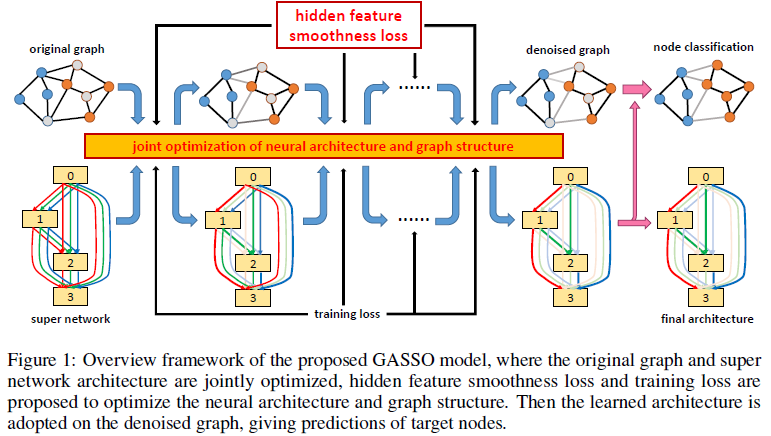 hidden feature
smoothness loss
original graph
denoised graph
node classification
......
joint optimization of neural architecture and graph structure
0
1
2
3
0
1
2
3
......
0
1
2
3
0
1
2
3
super network
training loss
final architecture
Figure 1: Overview framework of the proposed GASSO model, where the original graph and super
network architecture are jointly optimized, hidden feature smoothness loss and training loss are
proposed to optimize the neural architecture and graph structure. Then the learned architecture is
adopted on the denoised graph, giving predictions of target nodes.